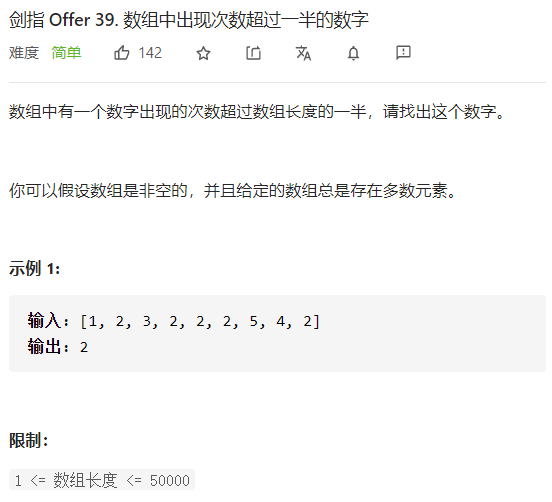 剑指 Offer 39. 数组中出现次数超过一半的数字
难度 简单 142
数组中有一个数字出现的次数超过数组长度的一半，请找出这个数字。
你可以假设数组是非空的，并且给定的数组总是存在多数元素。
示例 1:
输入: [1, 2, 3, 2, 2, 2, 5, 4, 2]
输出: 2
限制：
1 <= 数组长度 <= 50000